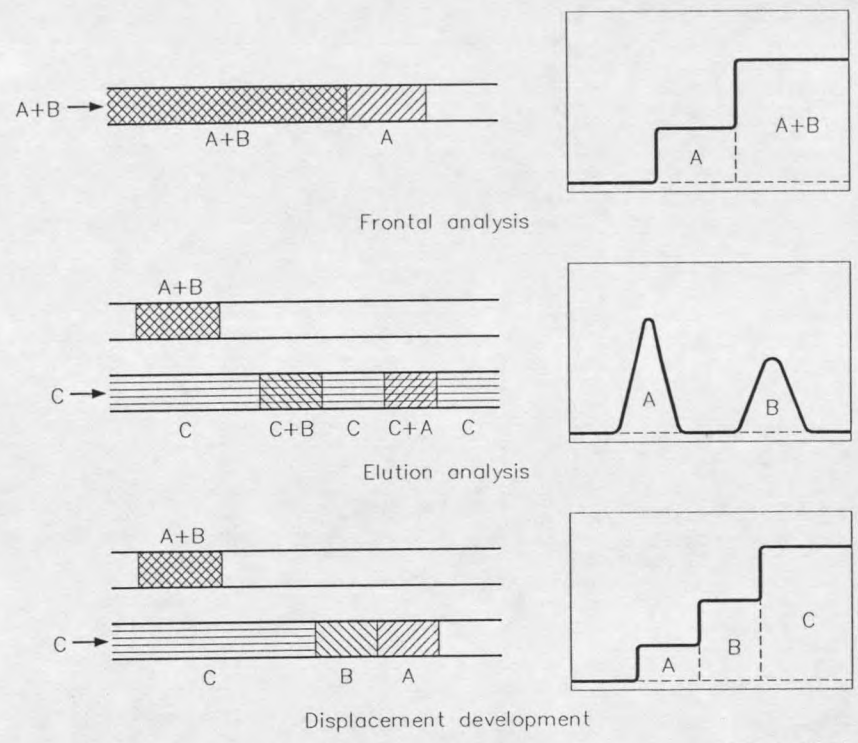 A+B
A+B A
A
A+B
Frontal analysis
A+B
C
C C+B C C+A C
A
B
Elution analysis
A+B
C
C B A
A
B
C
Displacement development